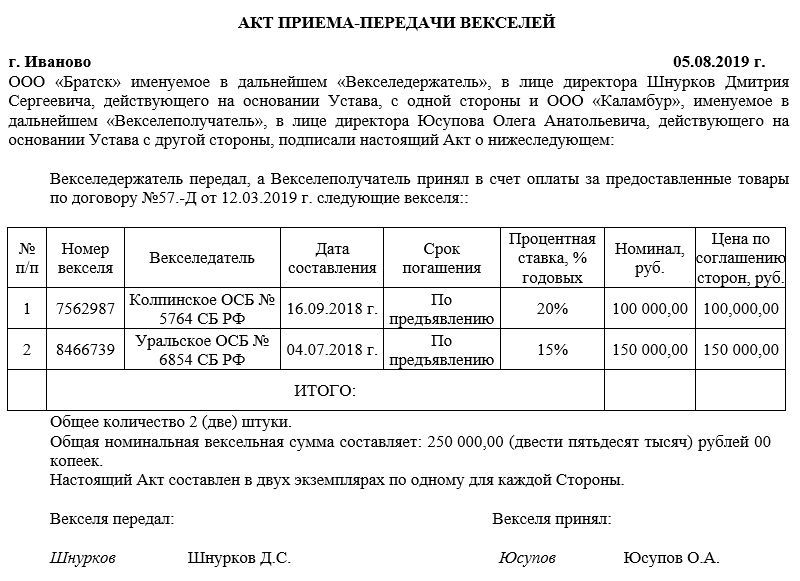 АКТ ПРИЕМА-ПЕРЕДАЧИ ВЕКСЕЛЕЙ
г. Иваново 05.08.2019 г.
ООО «Братск» именуемое в дальнейшем «Векселедержатель», в лице директора Шнурков Дмитрия
Сергеевича, действующего на основании Устава, с одной стороны и ООО «Каламбур», именуемое в
дальнейшем «Векселеполучатель», в лице директора Юсупова Олега Анатольевича, действующего на
основании Устава с другой стороны, подписали настоящий Акт о нижеследующем:
Векселедержатель передал, а Векселеполучатель принял в счет оплаты за предоставленные товары
по договору №57.-Д от 12.03.2019 г. следующие векселя::
№ п/п Номер векселя Векселедатель Дата составления Срок погашения Процентная ставка, % годовых Номинал, руб. Цена по соглашению сторон, руб.
1 7562987 Колпинское ОСБ № 5764 СБ РФ 16.09.2018 г. По предъявлению 20% 100 000,00 100,000,00
2 8466739 Уральское ОСБ № 6854 СБ РФ 04.07.2018 г. По предъявлению 15% 150 000,00 150 000,00
ИТОГО:
Общее количество 2 (две) штуки.
Общая номинальная вексельная сумма составляет: 250 000,00 (двести пятьдесят тысяч) рублей 00
копеек.
Настоящий Акт составлен в двух экземплярах по одному для каждой Стороны.
Векселя передал: Векселя принял:
Шнурков Шнурков Д.С. Юсупов Юсупов О.А.